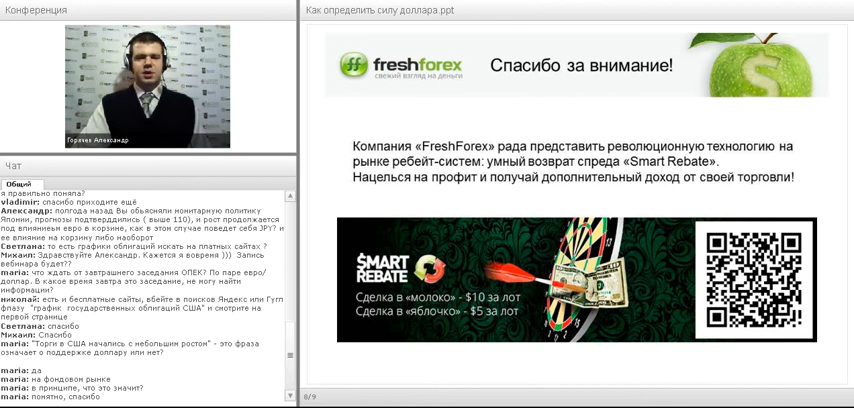 Конференция
Горячев Александр
Чат
Общий
я правильно поняла?
vladimir: спасибо приходите ещё
Александр: полгода назад Вы обьясняли монитарную политику
Японии, прогнозы подтверддились ( выше 110), и рост продолжается
под влиянием евро в корзине, как в этом случае поведет себя JPY? и
ее влияние на корзину либо наоборот
Светлана: то есть графики облигаций искать на платных сайтах ?
Михаил: Здравствуйте Александр. Кажется я вовремя ))) Запись
вебинара будет??
maria: что ждать от завтрашнего заседания ОПЕК? По паре евро/
доллар. В какое время завтра это заседание, не могу найти
информации?
николай: есть и бесплатные сайты, вбейте в поисков Яндекс или Гугл
флазу "график государственных облигаций США" и смотрите на
первой странице
Светлана: спасибо
Михаил: Спасибо
maria: "Торги в США начались с небольшим ростом" - это фраза
означает о поддержке доллару или нет?
maria: да
maria: на фондовом рынке
maria: в принципе, что это значит?
maria: понятно, спасибо
Как определить силу доллара.ppt
freshforex
свежий взгляд на деньги
Спасибо за внимание!
Компания «FreshForex» рада представить революционную технологию на
рынке ребейт-систем: умный возврат спреда «Smart Rebate».
Нацелься на профит и получай дополнительный доход от своей торговли!
$MART
REBATE
Сделка в «молоко» - $10 за лот
Сделка в «яблочко» - $5 за лот
8/9